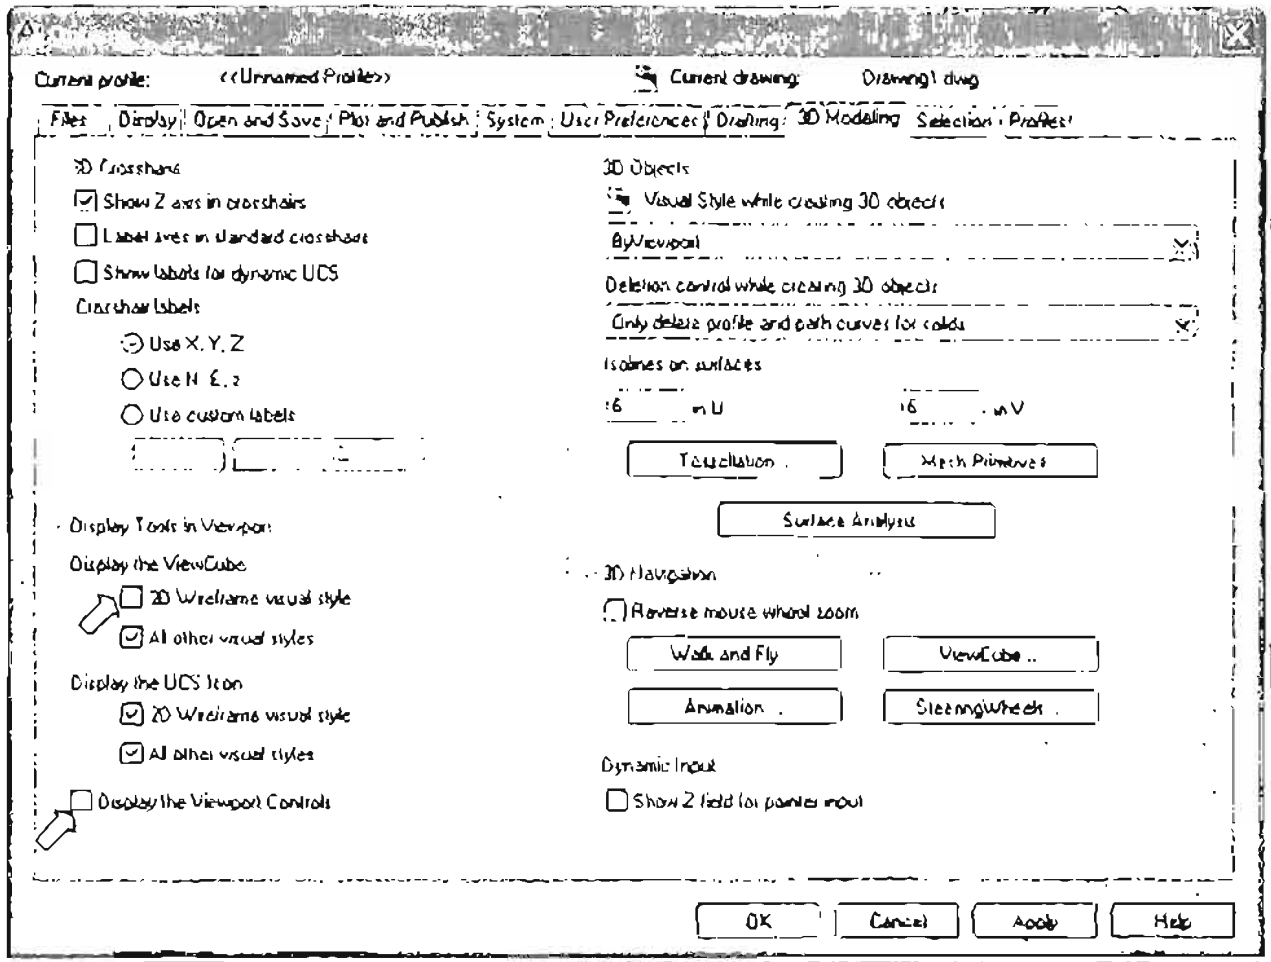 Current profile: <<Unnamed Profile>> Current drawing: Drawing1.dwg
Files Display Open and Save Plot and Publish System User Preferences Drafting 3D Modeling Selection Profiles
3D Crosshairs
Show Z axis in crosshairs
Label axes in standard crosshairs
Show labels for dynamic UCS
Crosshair labels
Use X, Y, Z
Use N, E, z
Use custom labels
Display Tools in Viewport
Display the ViewCube
2D Wireframe visual style
All other visual styles
Display the UCS Icon
2D Wireframe visual style
All other visual styles
Display the Viewport Controls
3D Objects
Visual Style while creating 3D objects
ByViewport
Deletion control while creating 3D objects
Only delete profile and path curves for solids
Isolines on surfaces
6 in U 6 in V
Tessellation Mesh Primitives
Surface Analysis
3D Navigation
Reverse mouse wheel zoom
Walk and Fly ViewCube...
Animation... SteeringWheels...
Dynamic Input
Show Z field for pointer input
OK Cancel Apply Help